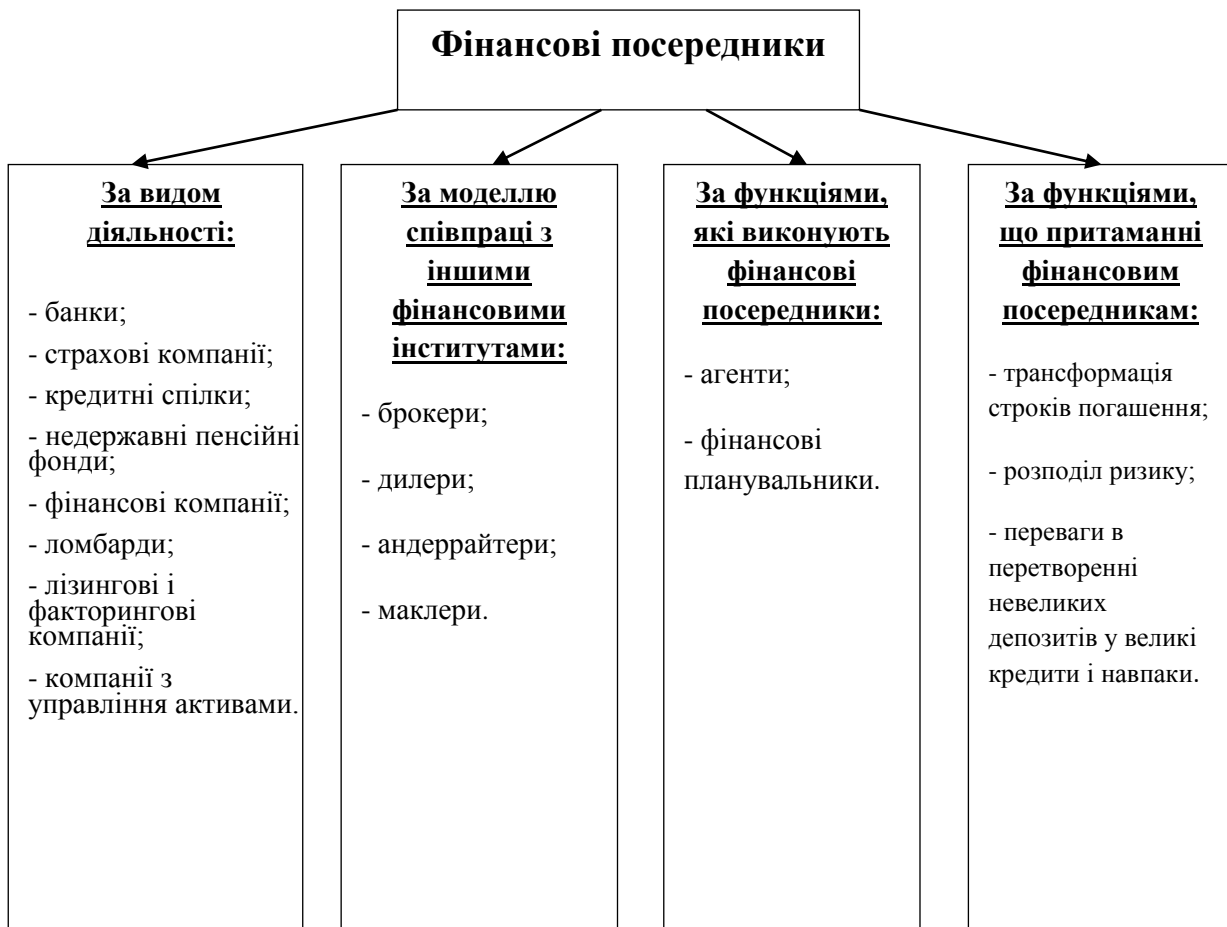 Фінансові посередники
За видом
діяльності:
- банки;
- страхові компанії;
- кредитні спілки;
- недержавні пенсійні
фонди;
- фінансові компанії;
- ломбарди;
- лізингові і
факторингові
компанії;
- компанії з
управління активами.
За моделлю
співпраці з
іншими
фінансовими
інститутами:
- брокери;
- дилери;
- андеррайтери;
- маклери.
За функціями,
які виконують
фінансові
посередники:
- агенти;
- фінансові
планувальники.
За функціями,
що притаманні
фінансовим
посередникам:
- трансформація
строків погашення;
- розподіл ризику;
- переваги в
перетворенні
невеликих
депозитів у великі
кредити і навпаки.